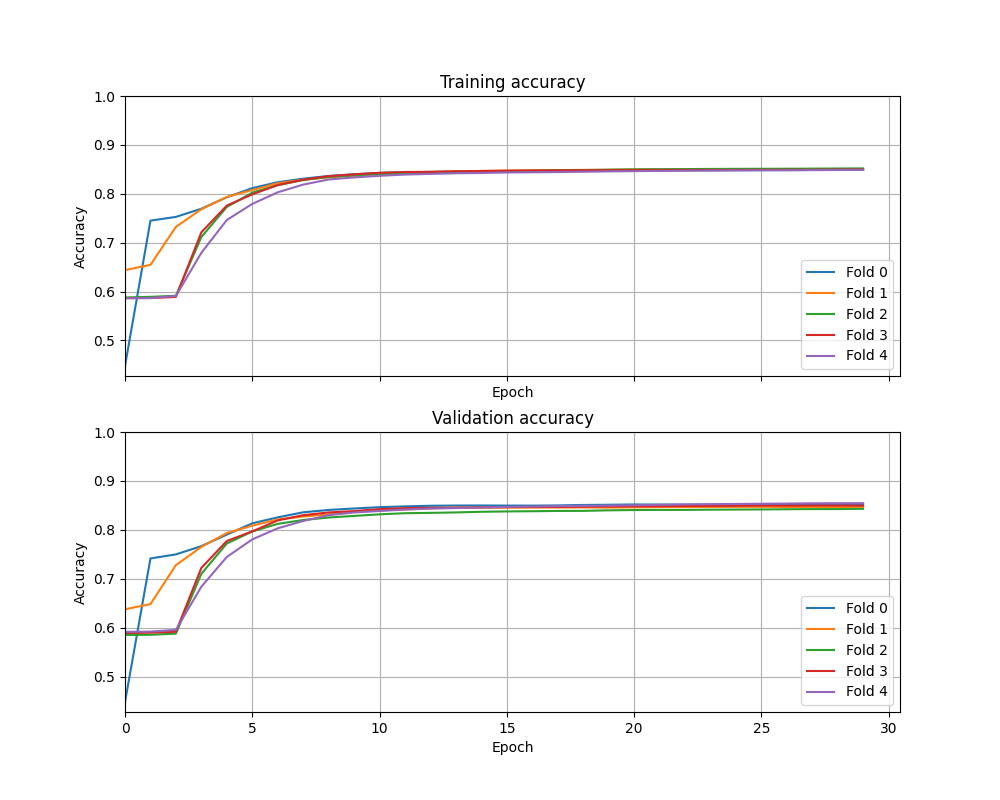 Training accuracy
1.0
0.9
0.8
0.7
0.6
0.5
Accuracy
Fold 0
Fold 1
Fold 2
Fold 3
Fold 4
Epoch
Validation accuracy
1.0
0.9
0.8
0.7
0.6
0.5
Accuracy
Fold 0
Fold 1
Fold 2
Fold 3
Fold 4
0 5 10 15 20 25 30
Epoch